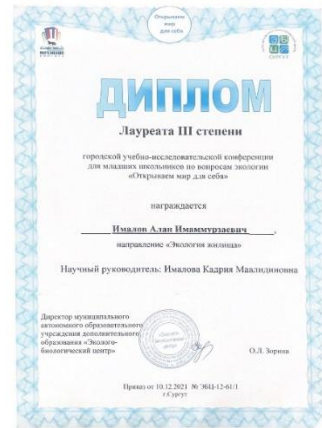 Открываем
мир
для себя
СУРГУТ
ДИПЛОМ
Лауреата III степени
городской учебно-исследовательской конференции
для младших школьников по вопросам экологии
«Открываем мир для себя»
награждается
Ималов Алан Имаммурзаевич,
направление «Экология жилища»
Научный руководитель: Ималова Кадрия Маалидиновна
Директор муниципального
автономного образовательного
учреждения дополнительного
образования «Эколого-
биологический центр»
О.Л. Зорина
Приказ от 10.12.2021 № ЭБЦ-12-61/1
г.Сургут